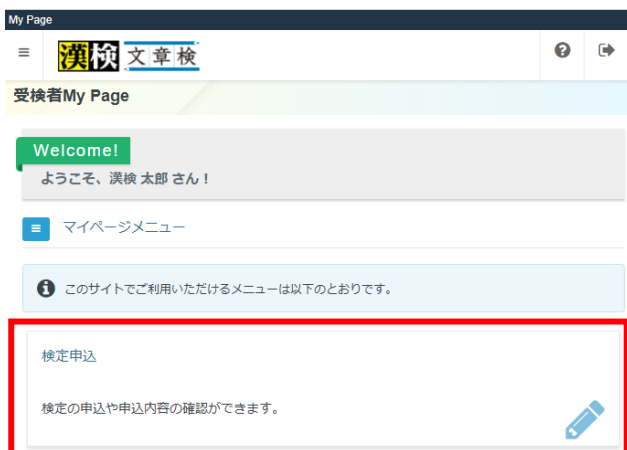 My Page
漢検 文章検
受検者My Page
Welcome!
ようこそ、漢検 太郎 さん！
マイページメニュー
このサイトでご利用いただけるメニューは以下のとおりです。
検定申込
検定の申込や申込内容の確認ができます。